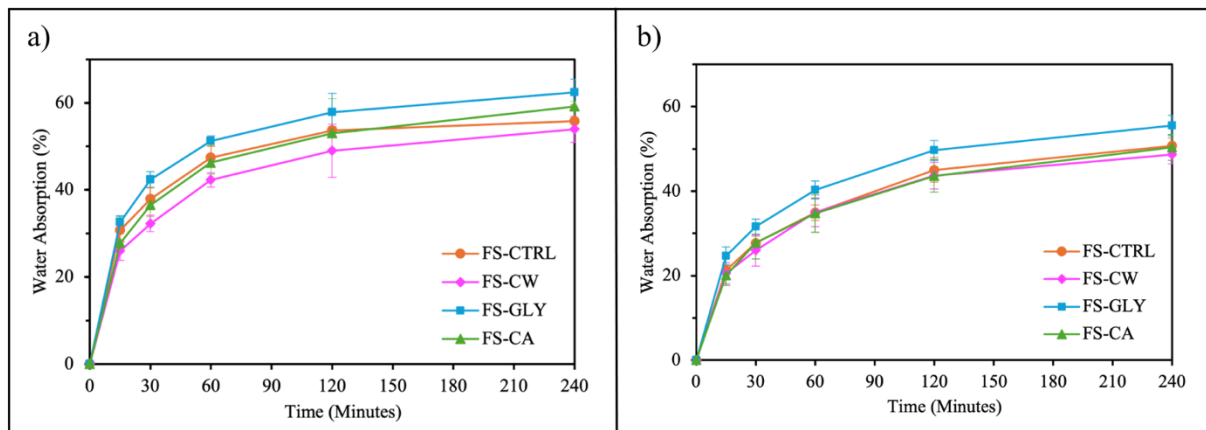 a)
Water Absorption (%)
60
40
20
0
0 30 60 90 120 150 180 210 240
Time (Minutes)
FS-CTRL
FS-CW
FS-GLY
FS-CA
b)
Water Absorption (%)
60
40
20
0
0 30 60 90 120 150 180 210 240
Time (Minutes)
FS-CTRL
FS-CW
FS-GLY
FS-CA